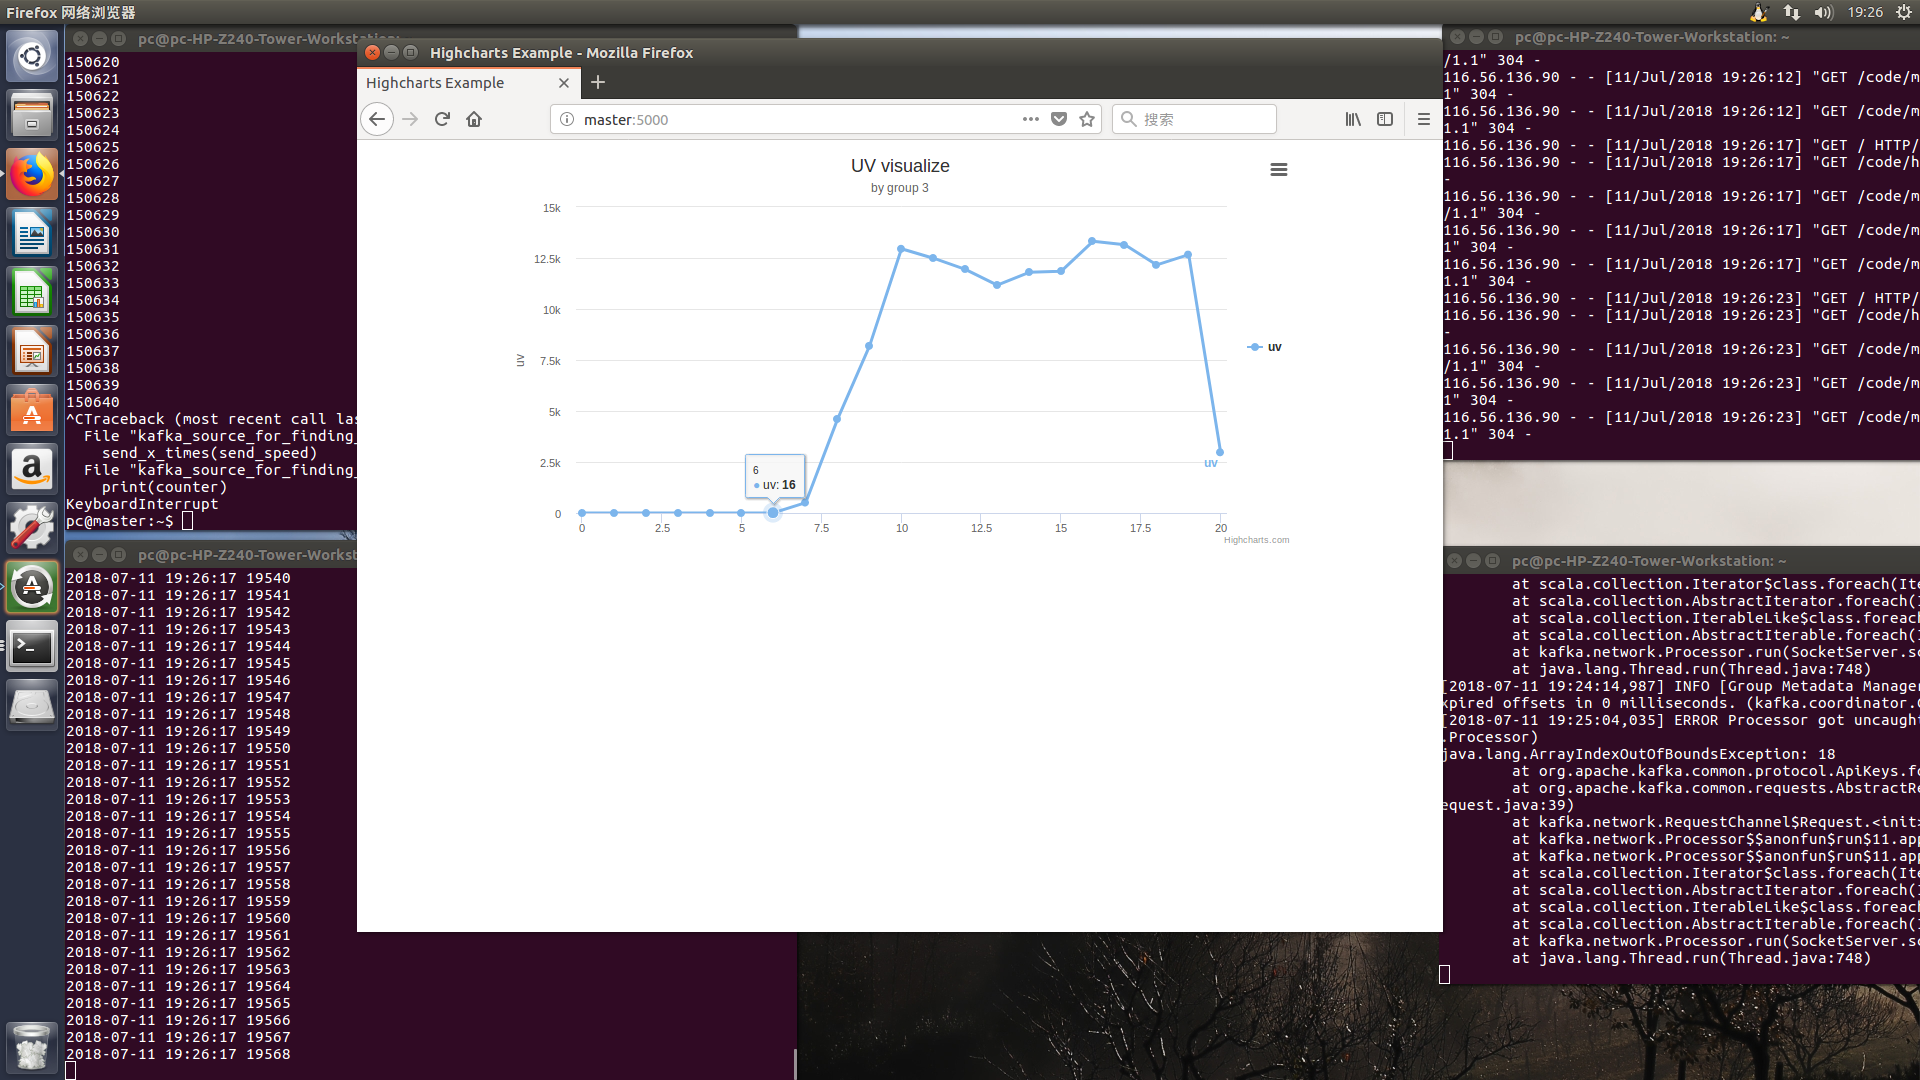 Firefox 网络浏览器
19:26
pc@pc-HP-Z240-Tower-Workstation:
150620
150621
150622
150623
150624
150625
150626
150627
150628
150629
150630
150631
150632
150633
150634
150635
150636
150637
150638
150639
150640
^CTraceback (most recent call las
File "kafka_source_for_finding_
send_x_times(send_speed)
File "kafka_source_for_finding_
print(counter)
KeyboardInterrupt
pc@master:~$
pc@pc-HP-Z240-Tower-Workst
2018-07-11 19:26:17 19540
2018-07-11 19:26:17 19541
2018-07-11 19:26:17 19542
2018-07-11 19:26:17 19543
2018-07-11 19:26:17 19544
2018-07-11 19:26:17 19545
2018-07-11 19:26:17 19546
2018-07-11 19:26:17 19547
2018-07-11 19:26:17 19548
2018-07-11 19:26:17 19549
2018-07-11 19:26:17 19550
2018-07-11 19:26:17 19551
2018-07-11 19:26:17 19552
2018-07-11 19:26:17 19553
2018-07-11 19:26:17 19554
2018-07-11 19:26:17 19555
2018-07-11 19:26:17 19556
2018-07-11 19:26:17 19557
2018-07-11 19:26:17 19558
2018-07-11 19:26:17 19559
2018-07-11 19:26:17 19560
2018-07-11 19:26:17 19561
2018-07-11 19:26:17 19562
2018-07-11 19:26:17 19563
2018-07-11 19:26:17 19564
2018-07-11 19:26:17 19565
2018-07-11 19:26:17 19566
2018-07-11 19:26:17 19567
2018-07-11 19:26:17 19568
Highcharts Example - Mozilla Firefox
Highcharts Example
master:5000
搜索
UV visualize
by group 3
15k
12.5k
10k
7.5k
5k
2.5k
0
uv
6
uv: 16
uv
uv
0 2.5 5 7.5 10 12.5 15 17.5 20
Highcharts.com
pc@pc-HP-Z240-Tower-Workstation: ~
/1.1" 304 -
116.56.136.90 - - [11/Jul/2018 19:26:12] "GET /code/m
1" 304 -
116.56.136.90 - - [11/Jul/2018 19:26:12] "GET /code/m
1.1" 304 -
116.56.136.90 - - [11/Jul/2018 19:26:17] "GET / HTTP/
116.56.136.90 - - [11/Jul/2018 19:26:17] "GET /code/h
-
116.56.136.90 - - [11/Jul/2018 19:26:17] "GET /code/m
/1.1" 304 -
116.56.136.90 - - [11/Jul/2018 19:26:17] "GET /code/m
1" 304 -
116.56.136.90 - - [11/Jul/2018 19:26:17] "GET /code/m
1.1" 304 -
116.56.136.90 - - [11/Jul/2018 19:26:23] "GET / HTTP/
116.56.136.90 - - [11/Jul/2018 19:26:23] "GET /code/h
-
116.56.136.90 - - [11/Jul/2018 19:26:23] "GET /code/m
/1.1" 304 -
116.56.136.90 - - [11/Jul/2018 19:26:23] "GET /code/m
1" 304 -
116.56.136.90 - - [11/Jul/2018 19:26:23] "GET /code/m
1.1" 304 -
pc@pc-HP-Z240-Tower-Workstation: ~
at scala.collection.Iterator$class.foreach(Ite
at scala.collection.AbstractIterator.foreach(I
at scala.collection.IterableLike$class.foreach
at scala.collection.AbstractIterable.foreach(I
at kafka.network.Processor.run(SocketServer.sc
at java.lang.Thread.run(Thread.java:748)
[2018-07-11 19:24:14,987] INFO [Group Metadata Manager
xpired offsets in 0 milliseconds. (kafka.coordinator.G
[2018-07-11 19:25:04,035] ERROR Processor got uncaught
.Processor)
java.lang.ArrayIndexOutOfBoundsException: 18
at org.apache.kafka.common.protocol.ApiKeys.fo
at org.apache.kafka.common.requests.AbstractRe
equest.java:39)
at kafka.network.RequestChannel$Request.<init>
at kafka.network.Processor$$anonfun$run$11.app
at kafka.network.Processor$$anonfun$run$11.app
at scala.collection.Iterator$class.foreach(Ite
at scala.collection.AbstractIterator.foreach(I
at scala.collection.IterableLike$class.foreach
at scala.collection.AbstractIterable.foreach(I
at kafka.network.Processor.run(SocketServer.sc
at java.lang.Thread.run(Thread.java:748)